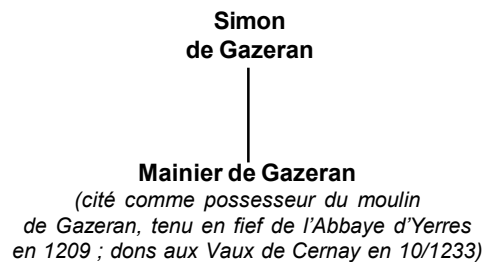 Simon
de Gazeran
Mainier de Gazeran
(cité comme possesseur du moulin
de Gazeran, tenu en fief de l'Abbaye d'Yerres
en 1209 ; dons aux Vaux de Cernay en 10/1233)